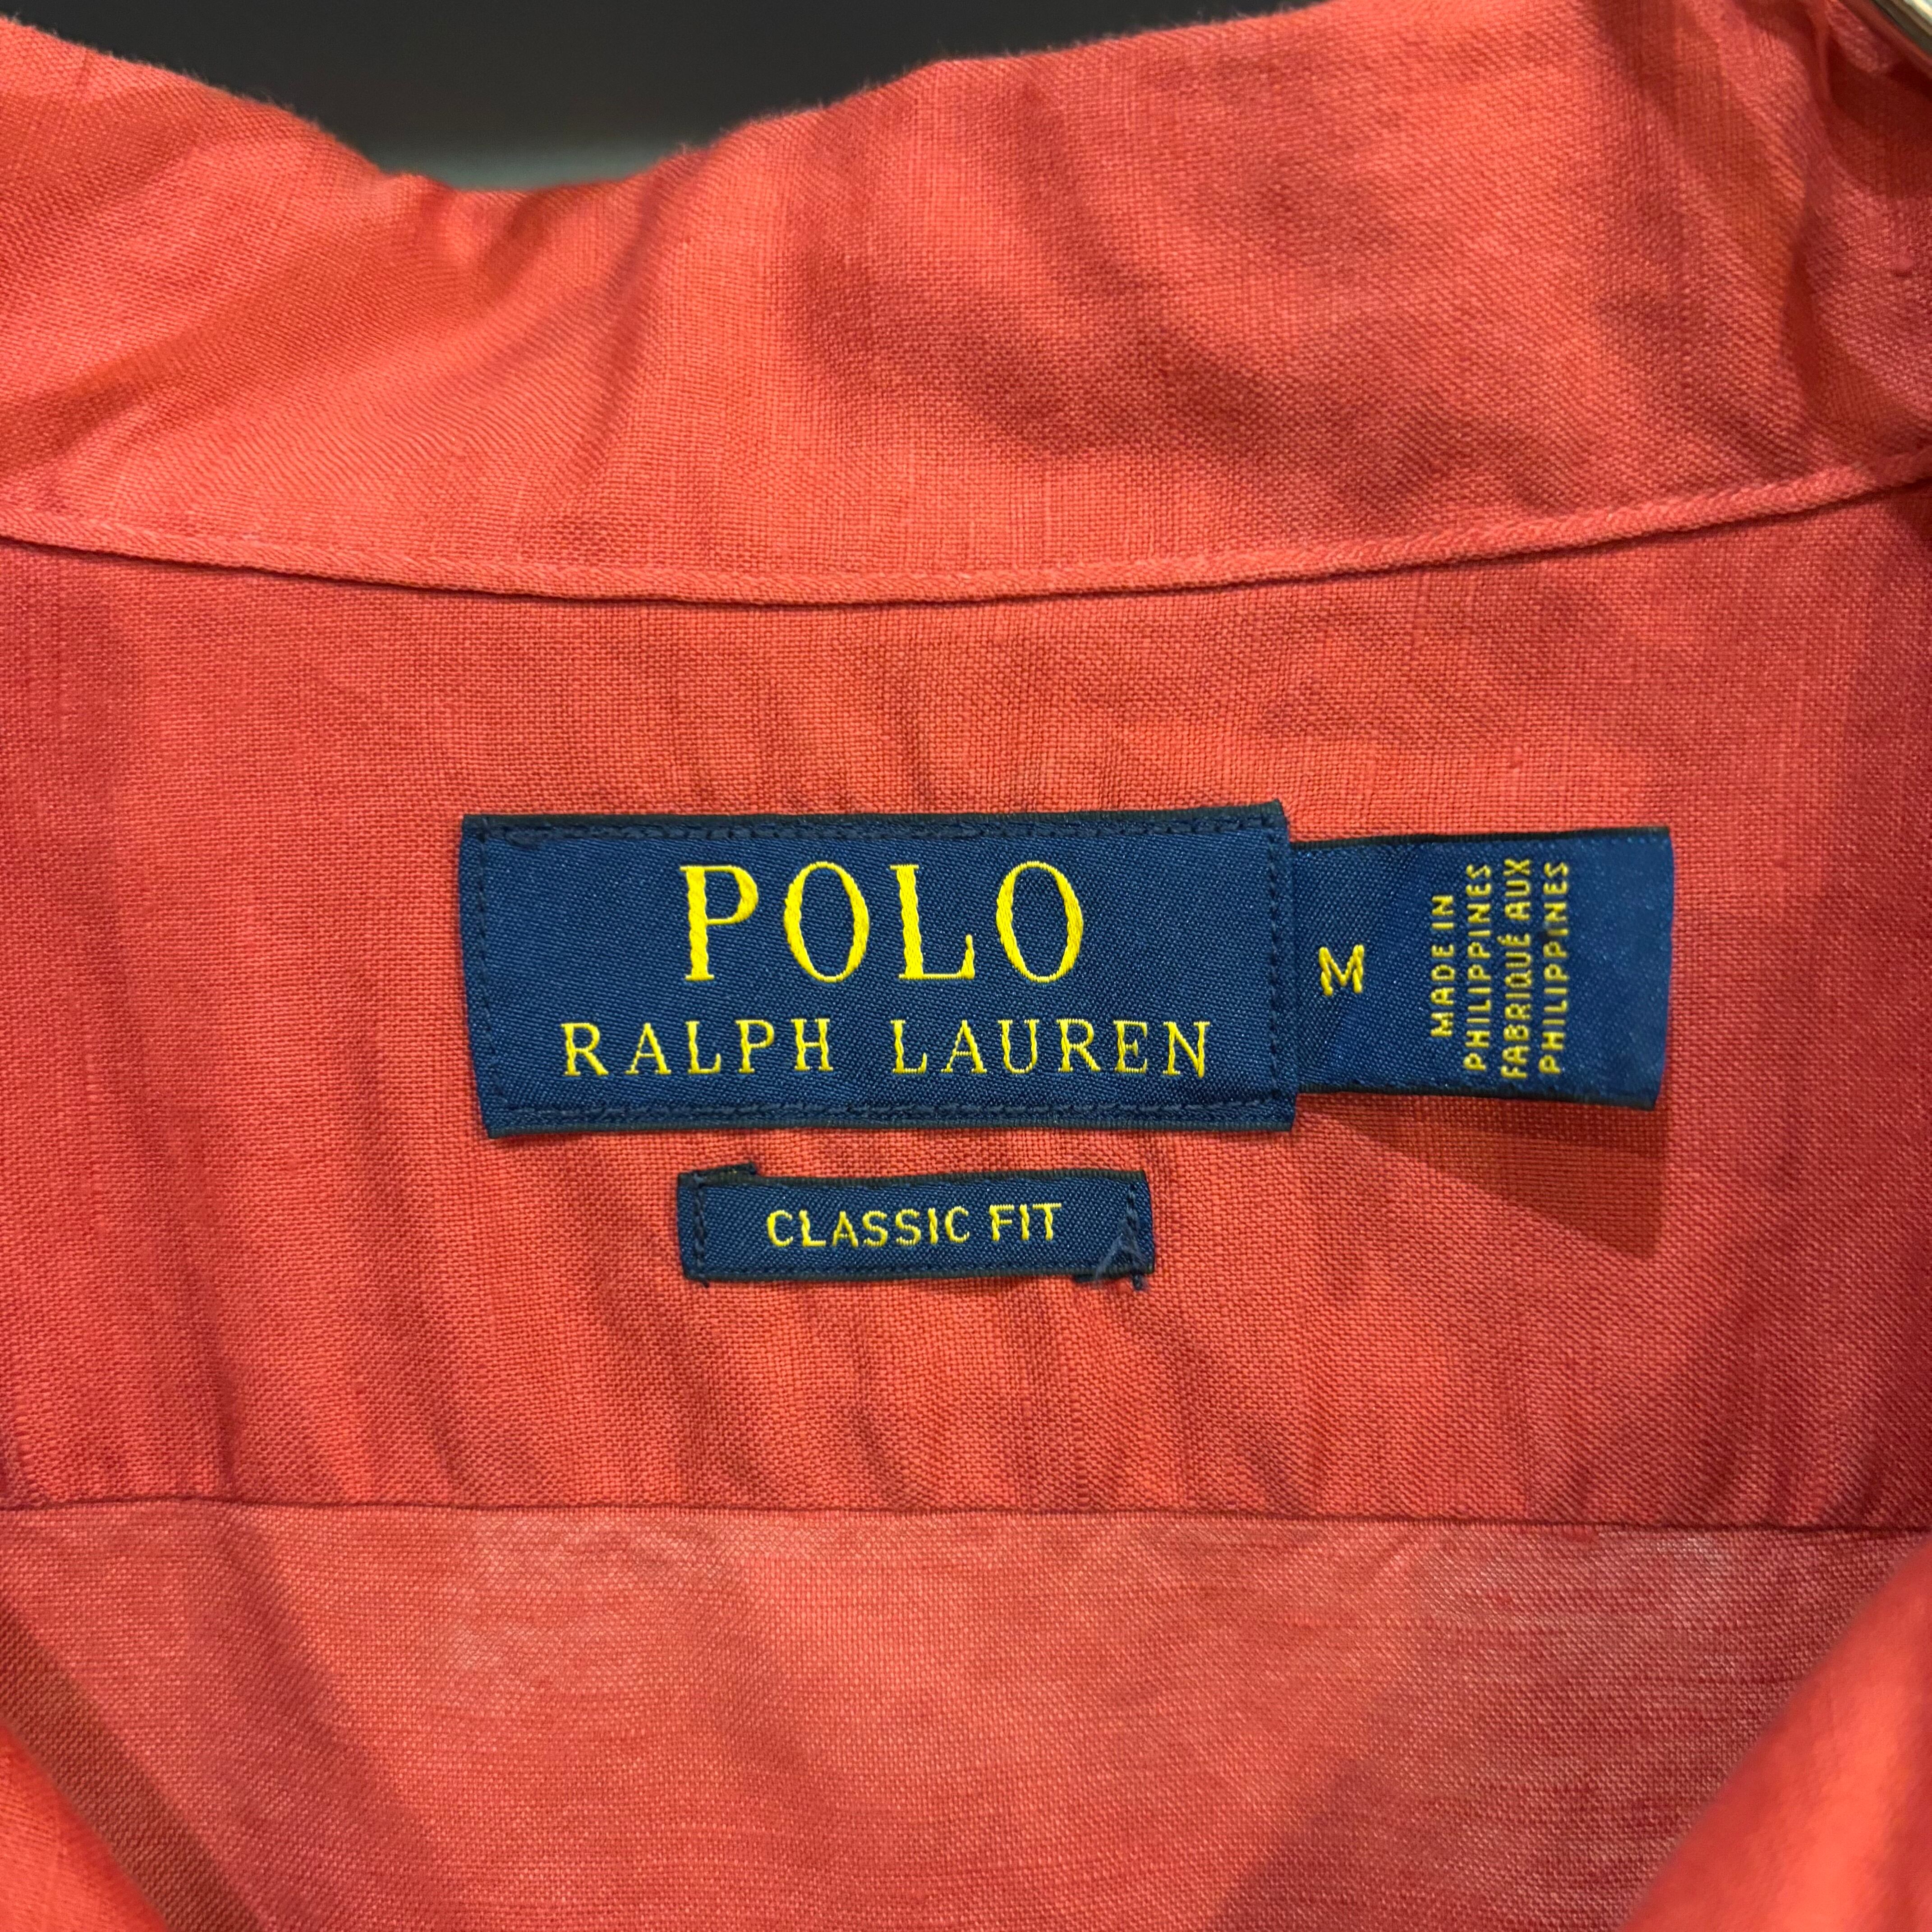 POLO
RALPH LAUREN
M
MADE IN
PHILIPPINES
FABRIQUÉ AUX
PHILIPPINES
CLASSIC FIT